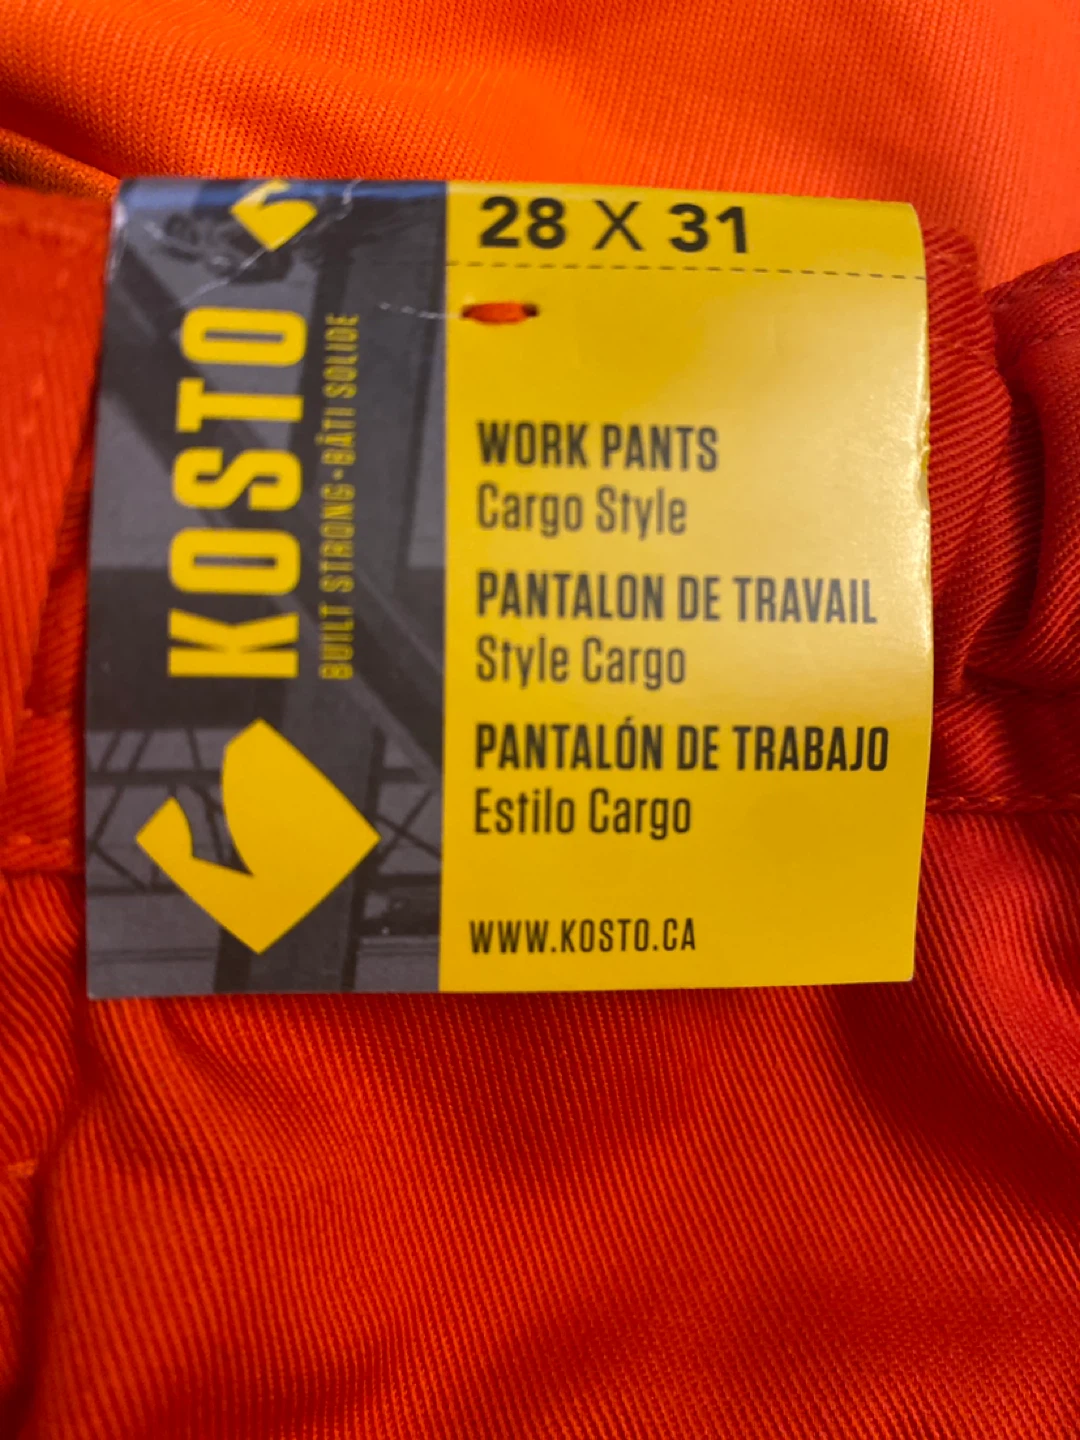 28 X 31
KOSTO
BUILT STRONG • BÂTI SOLIDE
WORK PANTS
Cargo Style
PANTALON DE TRAVAIL
Style Cargo
PANTALÓN DE TRABAJO
Estilo Cargo
WWW.KOSTO.CA